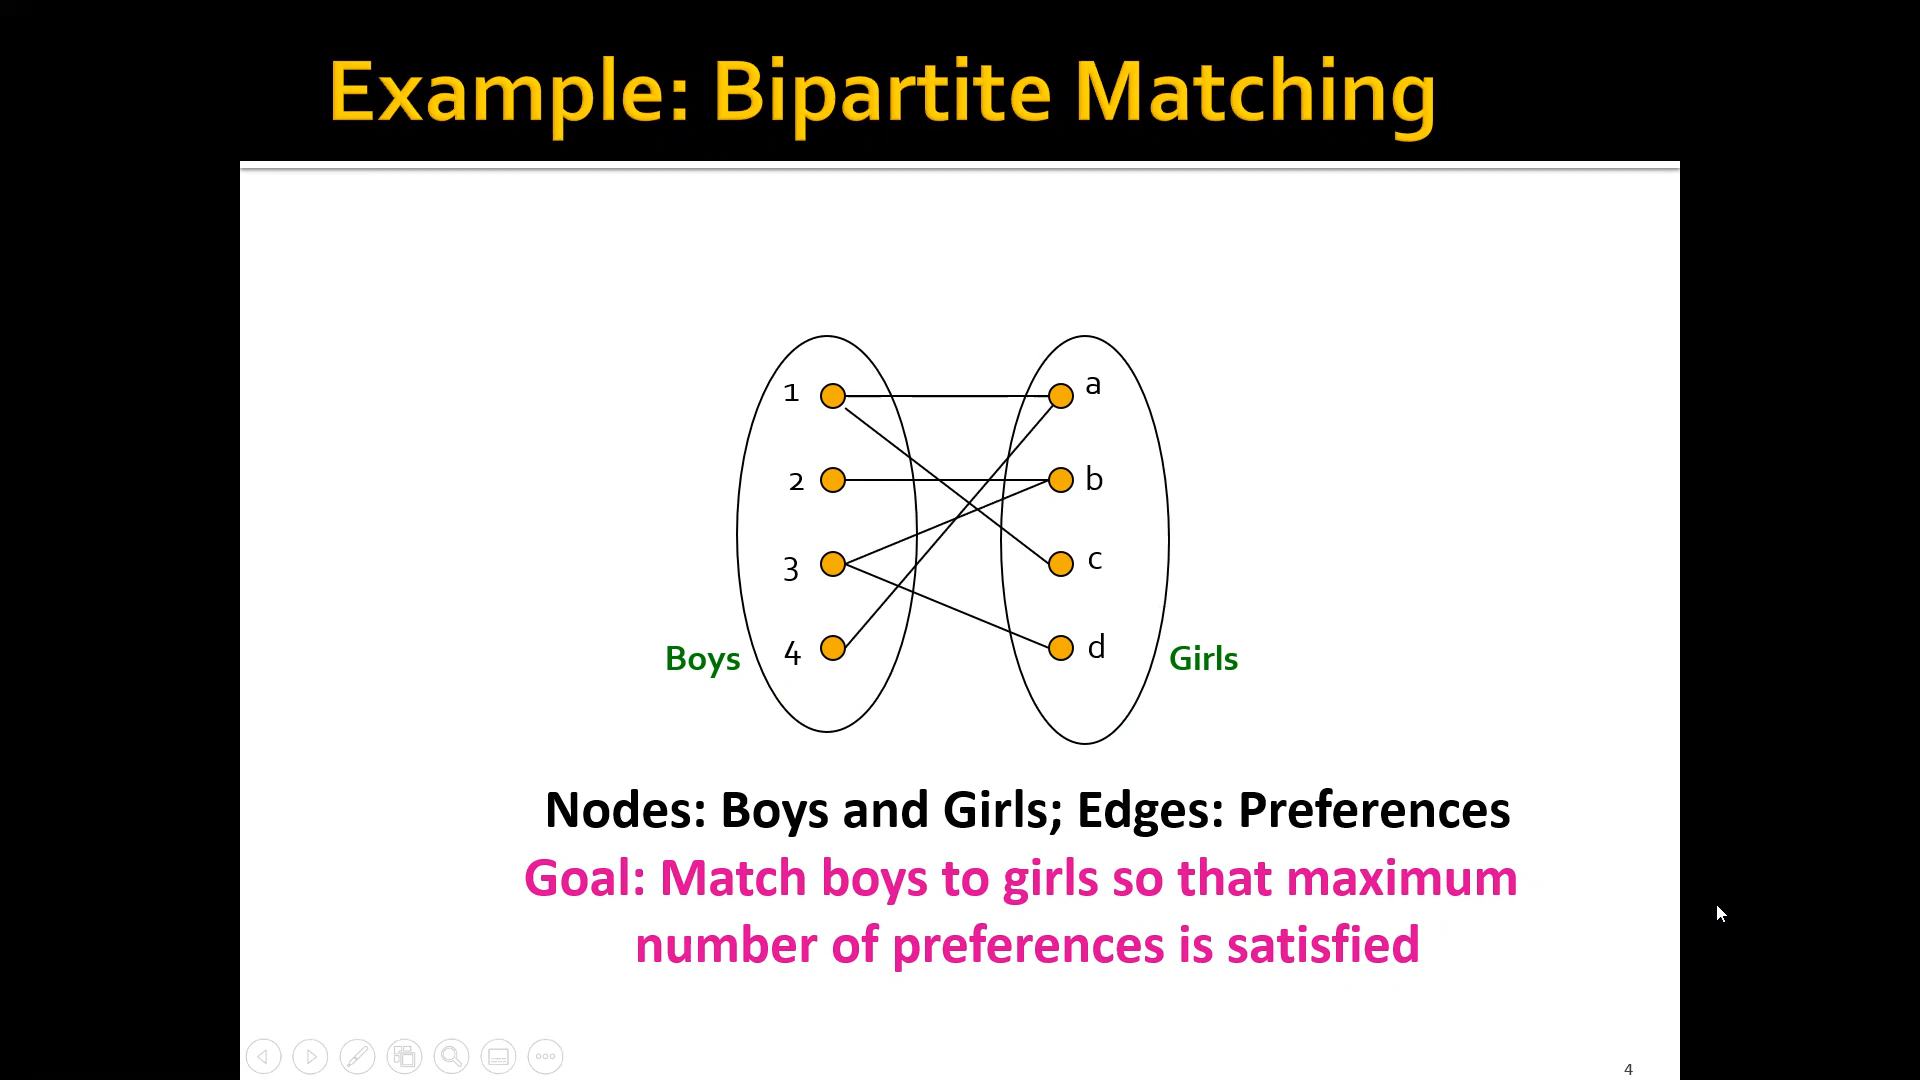 Example: Bipartite Matching
1
a
2
b
3
c
4
d
Boys
Girls
Nodes: Boys and Girls; Edges: Preferences
Goal: Match boys to girls so that maximum
number of preferences is satisfied
4